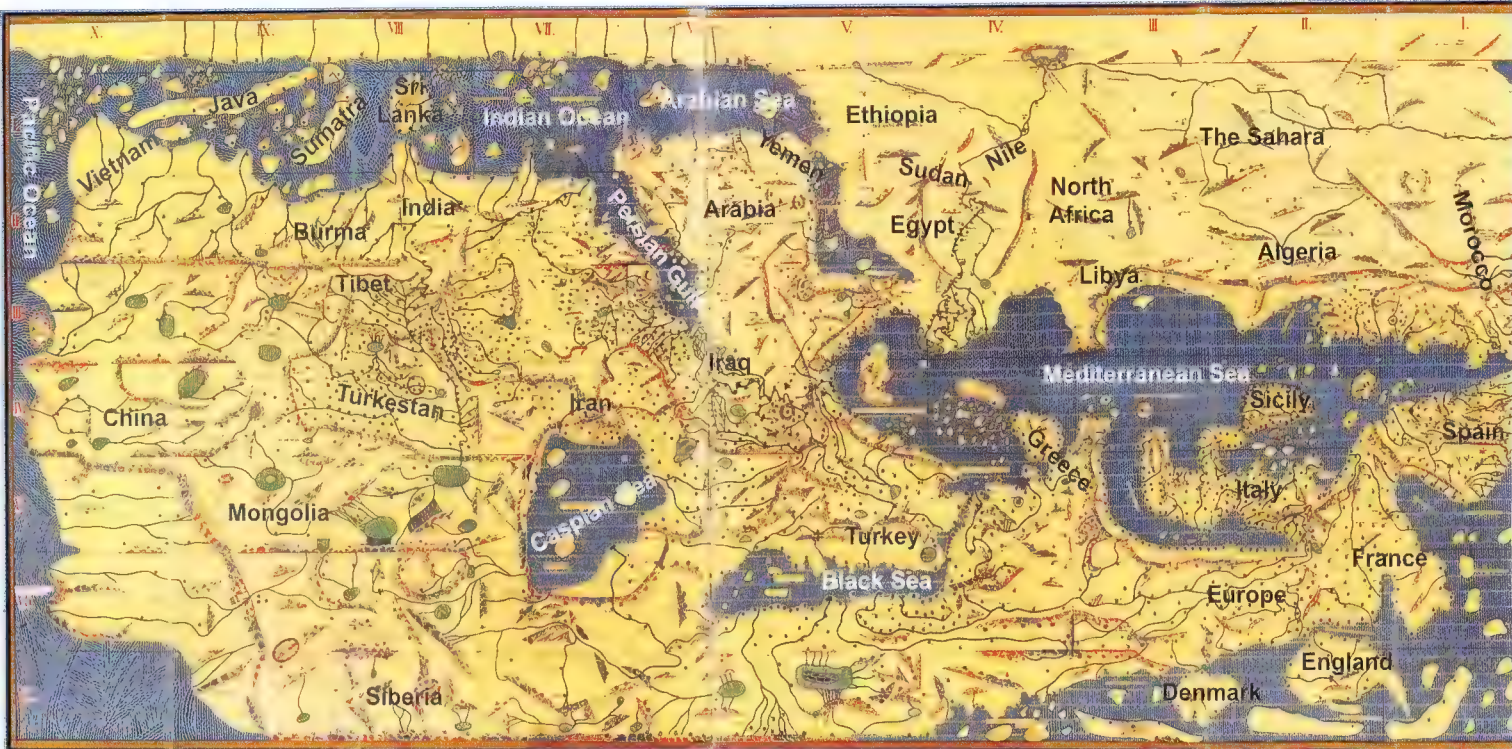 X.
IX.
VIII
VII.
V
V.
IV.
III
II.
I.
Java
Sri
Lanka
Sumatra
Indian Ocean
Arabian Sea
Ethiopia
The Sahara
Pacific Ocean
Vietnam
Yemen
Sudan
Nile
India
Burma
Persian Gulf
Arabia
Egypt
North
Africa
Morocco
Algeria
Libya
Tibet
III
Iraq
Mediterranean Sea
Sicily
China
Turkestan
Iran
Greece
Spain
Italy
Mongolia
Caspian Sea
Turkey
Black Sea
France
Europe
England
Siberia
Denmark